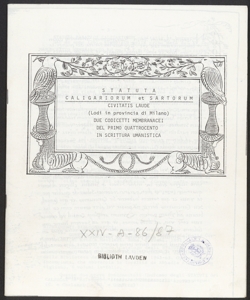 STATUTA
CALIGARIORUM et SARTORUM
CIVITATIS LAUDE
(Lodi in provincia di Milano)
DUE CODICETTI MEMBRANACEI
DEL PRIMO QUATTROCENTO
IN SCRITTURA UMANISTICA
XXIV-A-86/87
BIBLIOTH LAUDEN